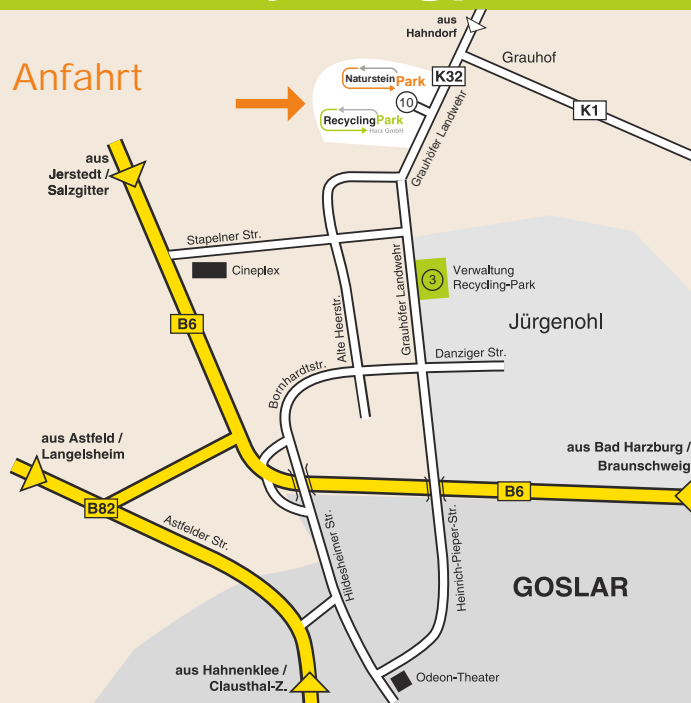 aus
Hahndorf
Grauhof
Anfahrt
NatursteinPark
K32
10
K1
RecyclingPark
Harz GmbH
Grauhöfer Landwehr
aus
Jerstedt /
Salzgitter
Stapelner Str.
Cineplex
3
Verwaltung
Recycling-Park
Grauhöfer Landwehr
Alte Heerstr.
B6
Jürgenohl
Danziger Str.
Bornhardtstr.
aus Astfeld /
Langelsheim
aus Bad Harzburg /
Braunschweig
B6
B82
Astfelder Str.
Hildesheimer Str.
Heinrich-Pieper-Str.
GOSLAR
aus Hahnenklee /
Clausthal-Z.
Odeon-Theater